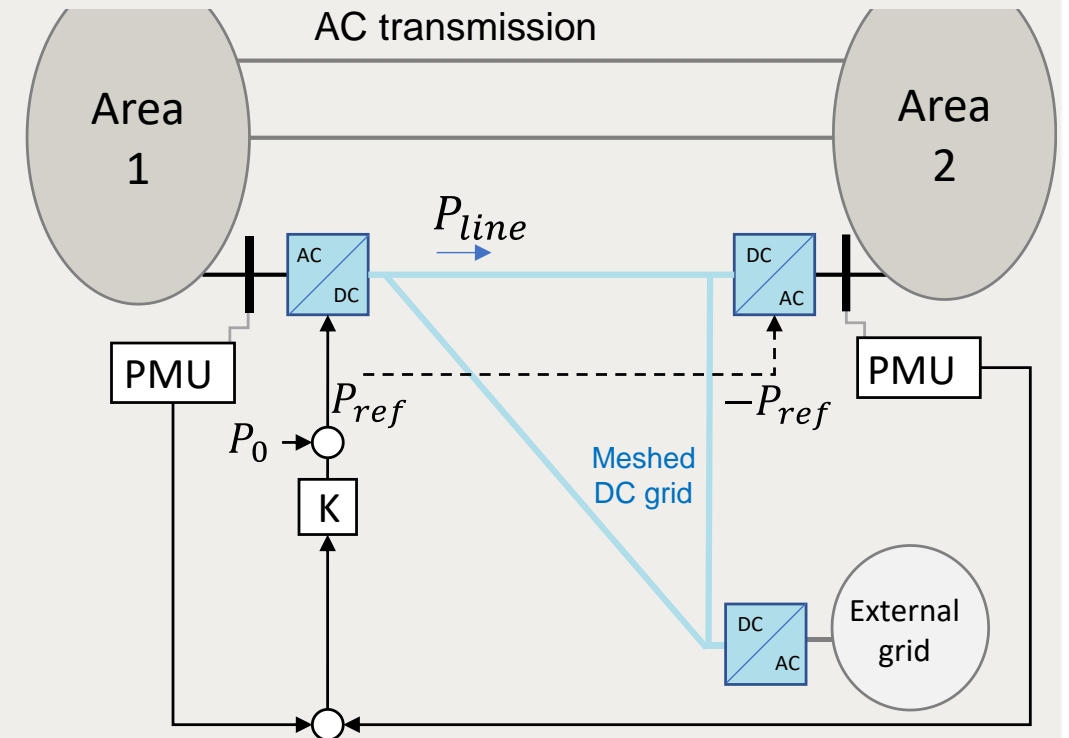 AC transmission
Area
1
Area
2
P_line
AC
DC
DC
AC
PMU
PMU
P_ref
−P_ref
P_0
Meshed
DC grid
K
DC
AC
External
grid